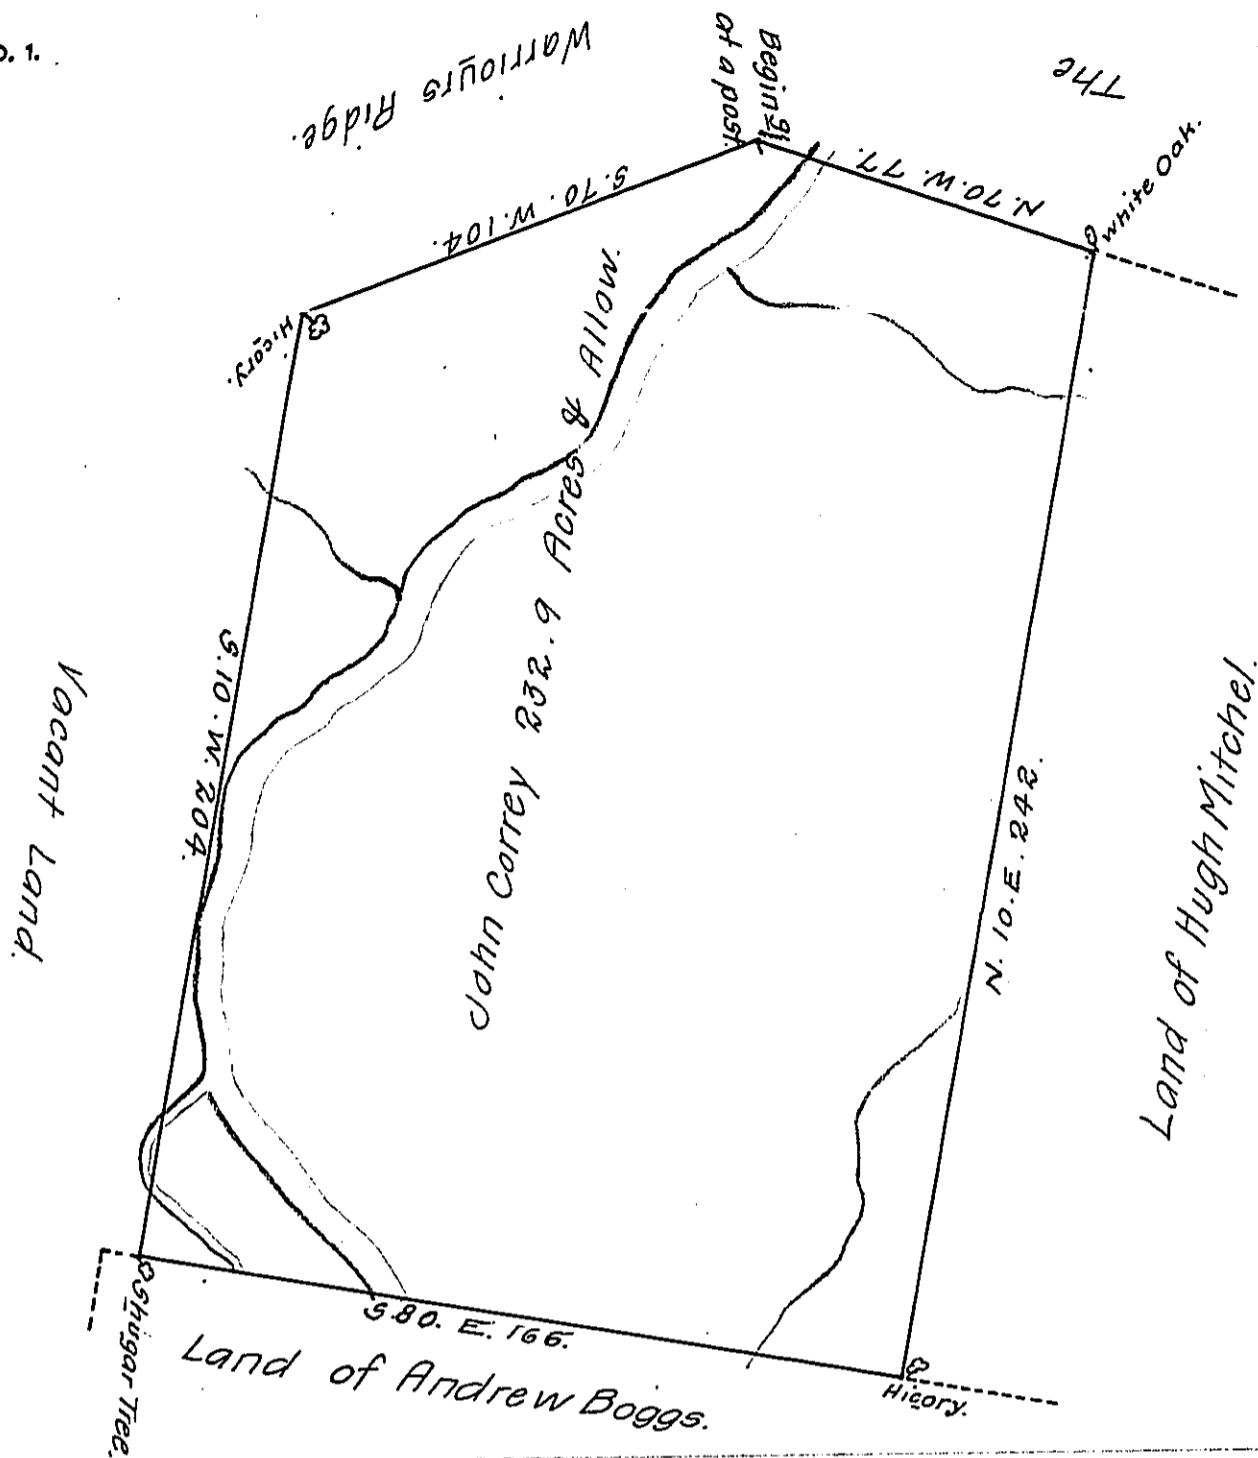 O. 1.
The
Warriours Ridge.
Begin.g
at a post.
N. 70. W. 77.
White Oak.
S. 70. W. 104.
Hicory.
John Correy 232.9 Acres & Allow.
S. 10. W. 204.
N. 10. E. 242.
Vacant Land.
Land of Hugh Mitchel.
S. 80. E. 166.
Shugar Tree.
Land of Andrew Boggs.
Hicory.